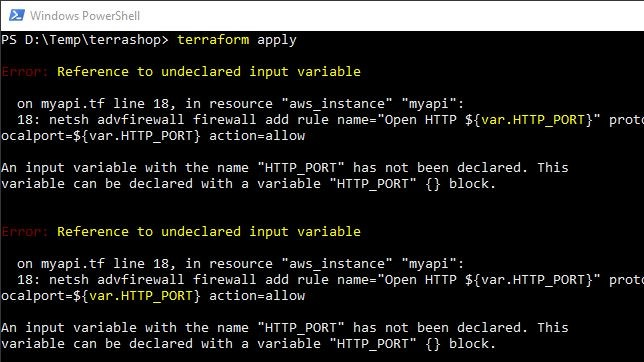 Windows PowerShell
PS D:\Temp\terrashop> terraform apply
Error: Reference to undeclared input variable
on myapi.tf line 18, in resource "aws_instance" "myapi":
18: netsh advfirewall firewall add rule name="Open HTTP ${var.HTTP_PORT}" proto
ocalport=${var.HTTP_PORT} action=allow
An input variable with the name "HTTP_PORT" has not been declared. This
variable can be declared with a variable "HTTP_PORT" {} block.
Error: Reference to undeclared input variable
on myapi.tf line 18, in resource "aws_instance" "myapi":
18: netsh advfirewall firewall add rule name="Open HTTP ${var.HTTP_PORT}" proto
ocalport=${var.HTTP_PORT} action=allow
An input variable with the name "HTTP_PORT" has not been declared. This
variable can be declared with a variable "HTTP_PORT" {} block.